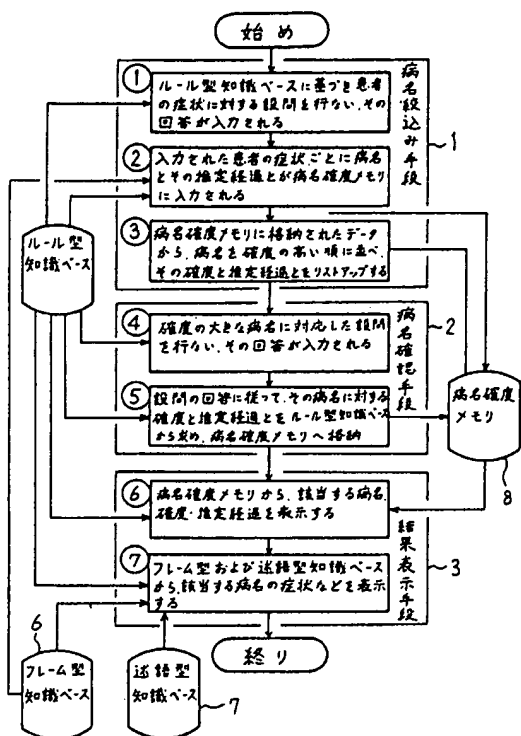 始め
①
ルール型知識ベースに基づき患者
の症状に対する設問を行ない、その
回答が入力される
②
入力された患者の症状ごとに病名
とその推定経過とが病名確度メモリ
に入力される
③
病名確度メモリに格納されたデータ
から、病名を確度の高い順に並べ、
その確度と推定経過とをリストアップする
病名絞込み手段
1
ルール型
知識ベース
④
確度の大きな病名に対応した設問
を行ない、その回答が入力される
⑤
設問の回答に従って、その病名に対する
確度と推定経過とをルール型知識ベース
から求め、病名確度メモリへ格納
病名確認手段
2
病名確度
メモリ
8
⑥
病名確度メモリから、該当する病名、
確度・推定経過を表示する
⑦
フレーム型および述語型知識ベース
から、該当する病名の症状などを表示
する
結果表示手段
3
終り
6
フレーム型
知識ベース
述語型
知識ベース
7